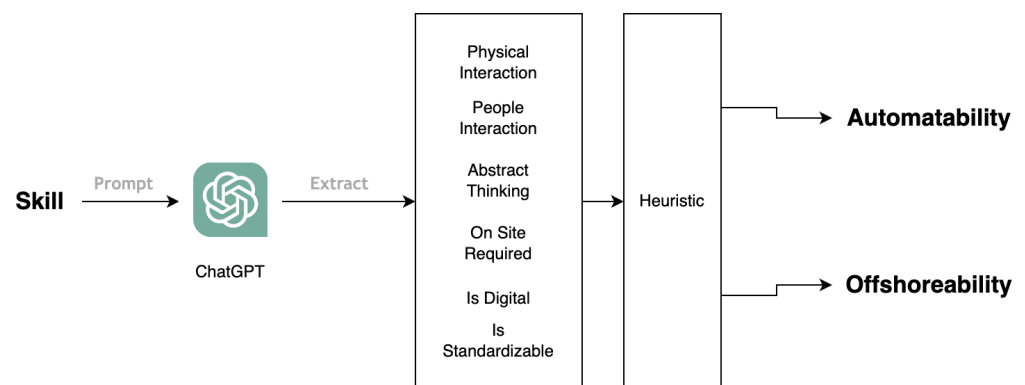 Skill
Prompt
ChatGPT
Extract
Physical
Interaction
People
Interaction
Abstract
Thinking
On Site
Required
Is Digital
Is
Standardizable
Heuristic
Automatability
Offshoreability